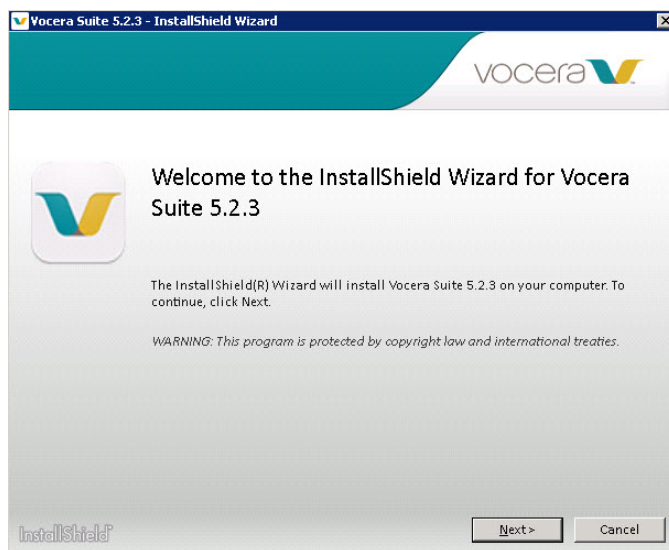 Vocera Suite 5.2.3 - InstallShield Wizard
vocera
Welcome to the InstallShield Wizard for Vocera
Suite 5.2.3
The InstallShield(R) Wizard will install Vocera Suite 5.2.3 on your computer. To
continue, click Next.
WARNING: This program is protected by copyright law and international treaties.
InstallShield
Next >
Cancel